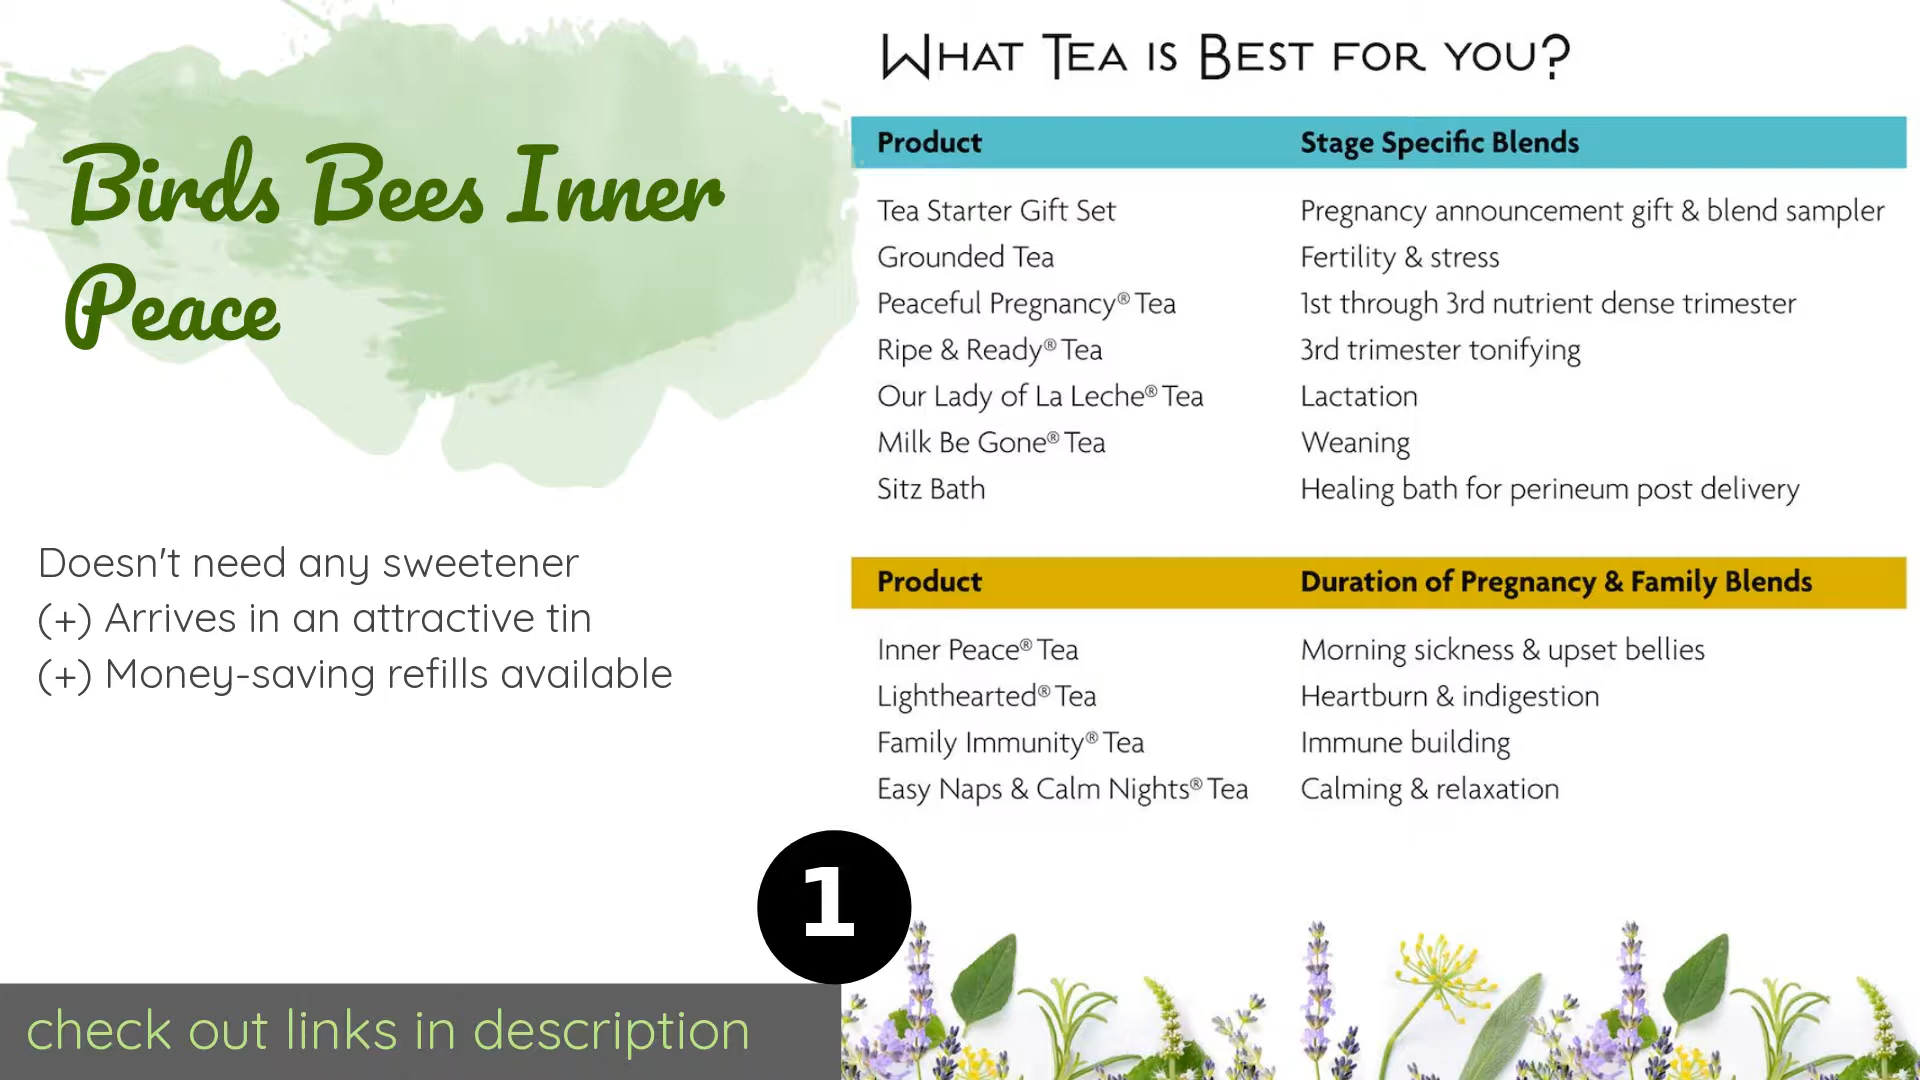 Birds Bees Inner
Peace
Doesn't need any sweetener
(+) Arrives in an attractive tin
(+) Money-saving refills available
check out links in description
1
What Tea is Best for you?
Product Stage Specific Blends
Tea Starter Gift Set Pregnancy announcement gift & blend sampler
Grounded Tea Fertility & stress
Peaceful Pregnancy® Tea 1st through 3rd nutrient dense trimester
Ripe & Ready® Tea 3rd trimester tonifying
Our Lady of La Leche® Tea Lactation
Milk Be Gone® Tea Weaning
Sitz Bath Healing bath for perineum post delivery
Product Duration of Pregnancy & Family Blends
Inner Peace® Tea Morning sickness & upset bellies
Lighthearted® Tea Heartburn & indigestion
Family Immunity® Tea Immune building
Easy Naps & Calm Nights® Tea Calming & relaxation